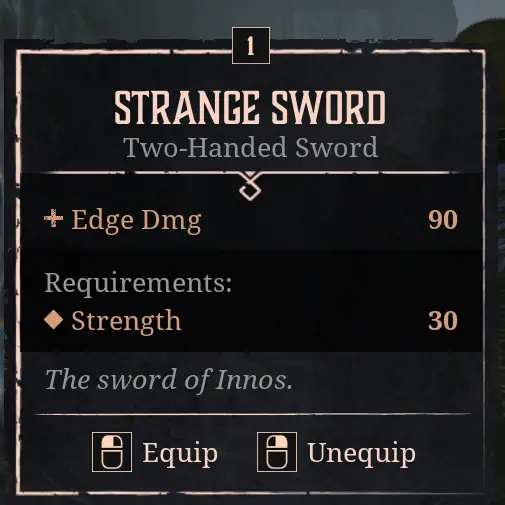 1
STRANGE SWORD
Two-Handed Sword
Edge Dmg 90
Requirements:
Strength 30
The sword of Innos.
Equip Unequip